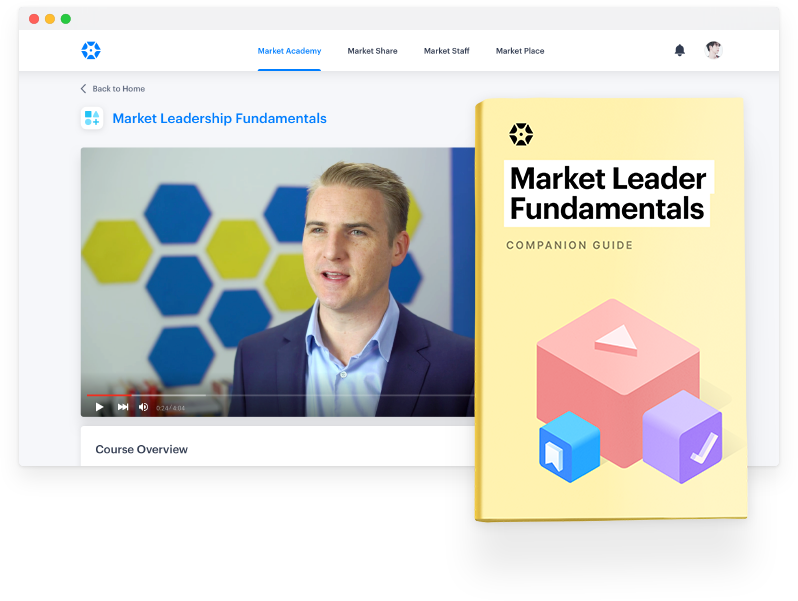 Market Academy
Market Share
Market Staff
Market Place
Back to Home
Market Leadership Fundamentals
0:24 / 4:04
Course Overview
Market Leader
Fundamentals
COMPANION GUIDE